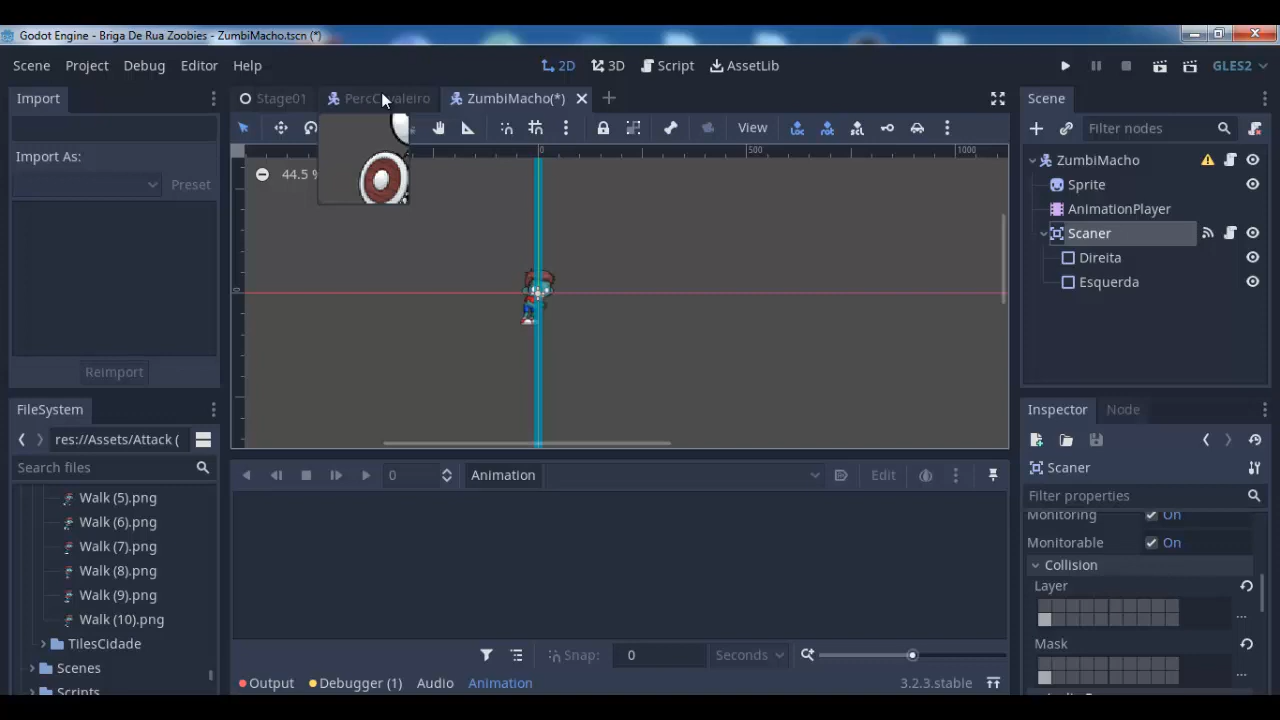 Godot Engine - Briga De Rua Zoobies - ZumbiMacho.tscn (*)
Scene Project Debug Editor Help
2D 3D Script AssetLib
GLES2
Import
Stage01
ZumbiMacho(*)
Scene
View
Filter nodes
Import As:
Preset
0 500 1000
44.5 %
0
ZumbiMacho
Sprite
AnimationPlayer
Scaner
Direita
Esquerda
Reimport
FileSystem
res://Assets/Attack (
Search files
Walk (5).png
Walk (6).png
Walk (7).png
Walk (8).png
Walk (9).png
Walk (10).png
TilesCidade
Scenes
Scripts
0
Animation
Edit
Snap: 0 Seconds
Output Debugger (1) Audio Animation 3.2.3.stable
Inspector Node
Scaner
Filter properties
Monitoring On
Monitorable On
Collision
Layer
Mask